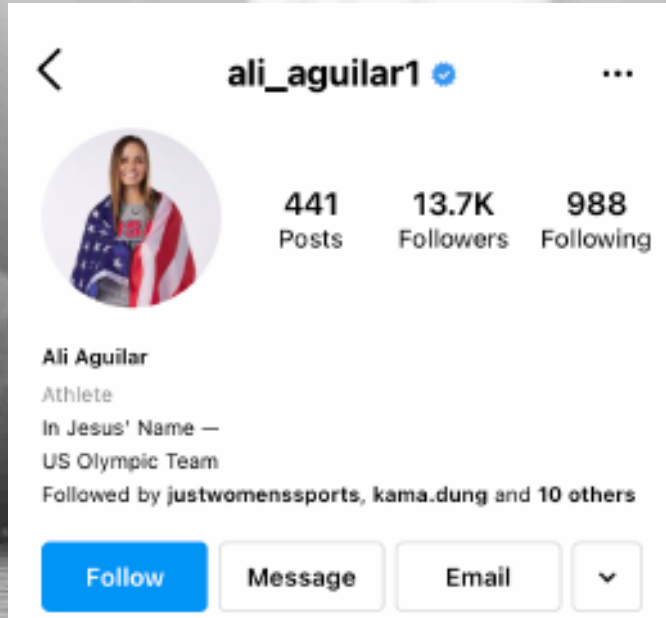 ali_aguilar1
441 13.7K 988
Posts Followers Following
Ali Aguilar
Athlete
In Jesus' Name —
US Olympic Team
Followed by justwomenssports, kama.dung and 10 others
Follow Message Email